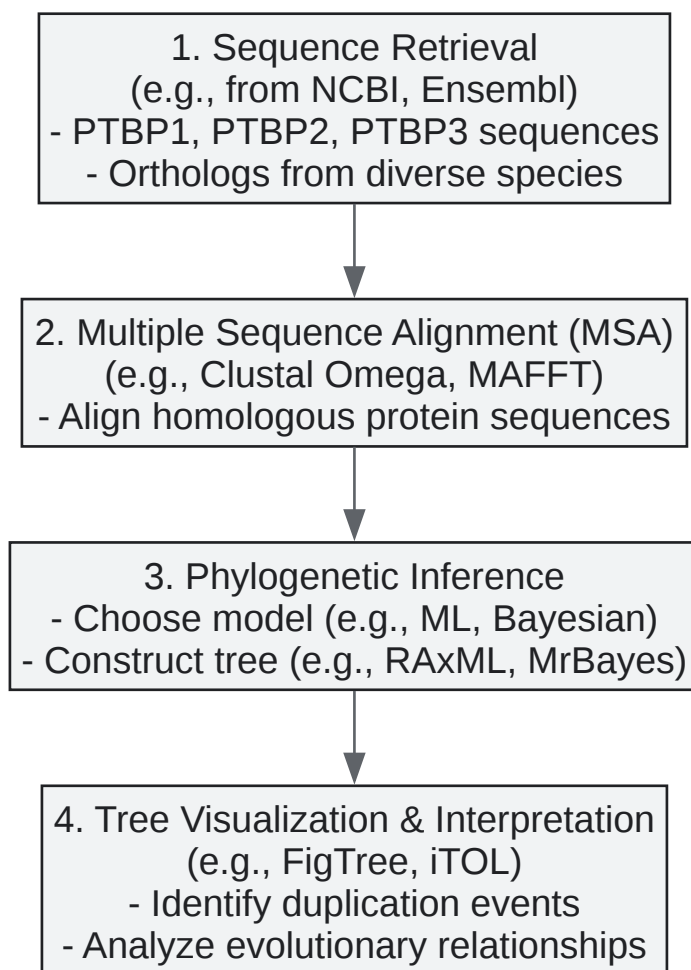 1. Sequence Retrieval
(e.g., from NCBI, Ensembl)
- PTBP1, PTBP2, PTBP3 sequences
- Orthologs from diverse species
2. Multiple Sequence Alignment (MSA)
(e.g., Clustal Omega, MAFFT)
- Align homologous protein sequences
3. Phylogenetic Inference
- Choose model (e.g., ML, Bayesian)
- Construct tree (e.g., RAxML, MrBayes)
4. Tree Visualization & Interpretation
(e.g., FigTree, iTOL)
- Identify duplication events
- Analyze evolutionary relationships